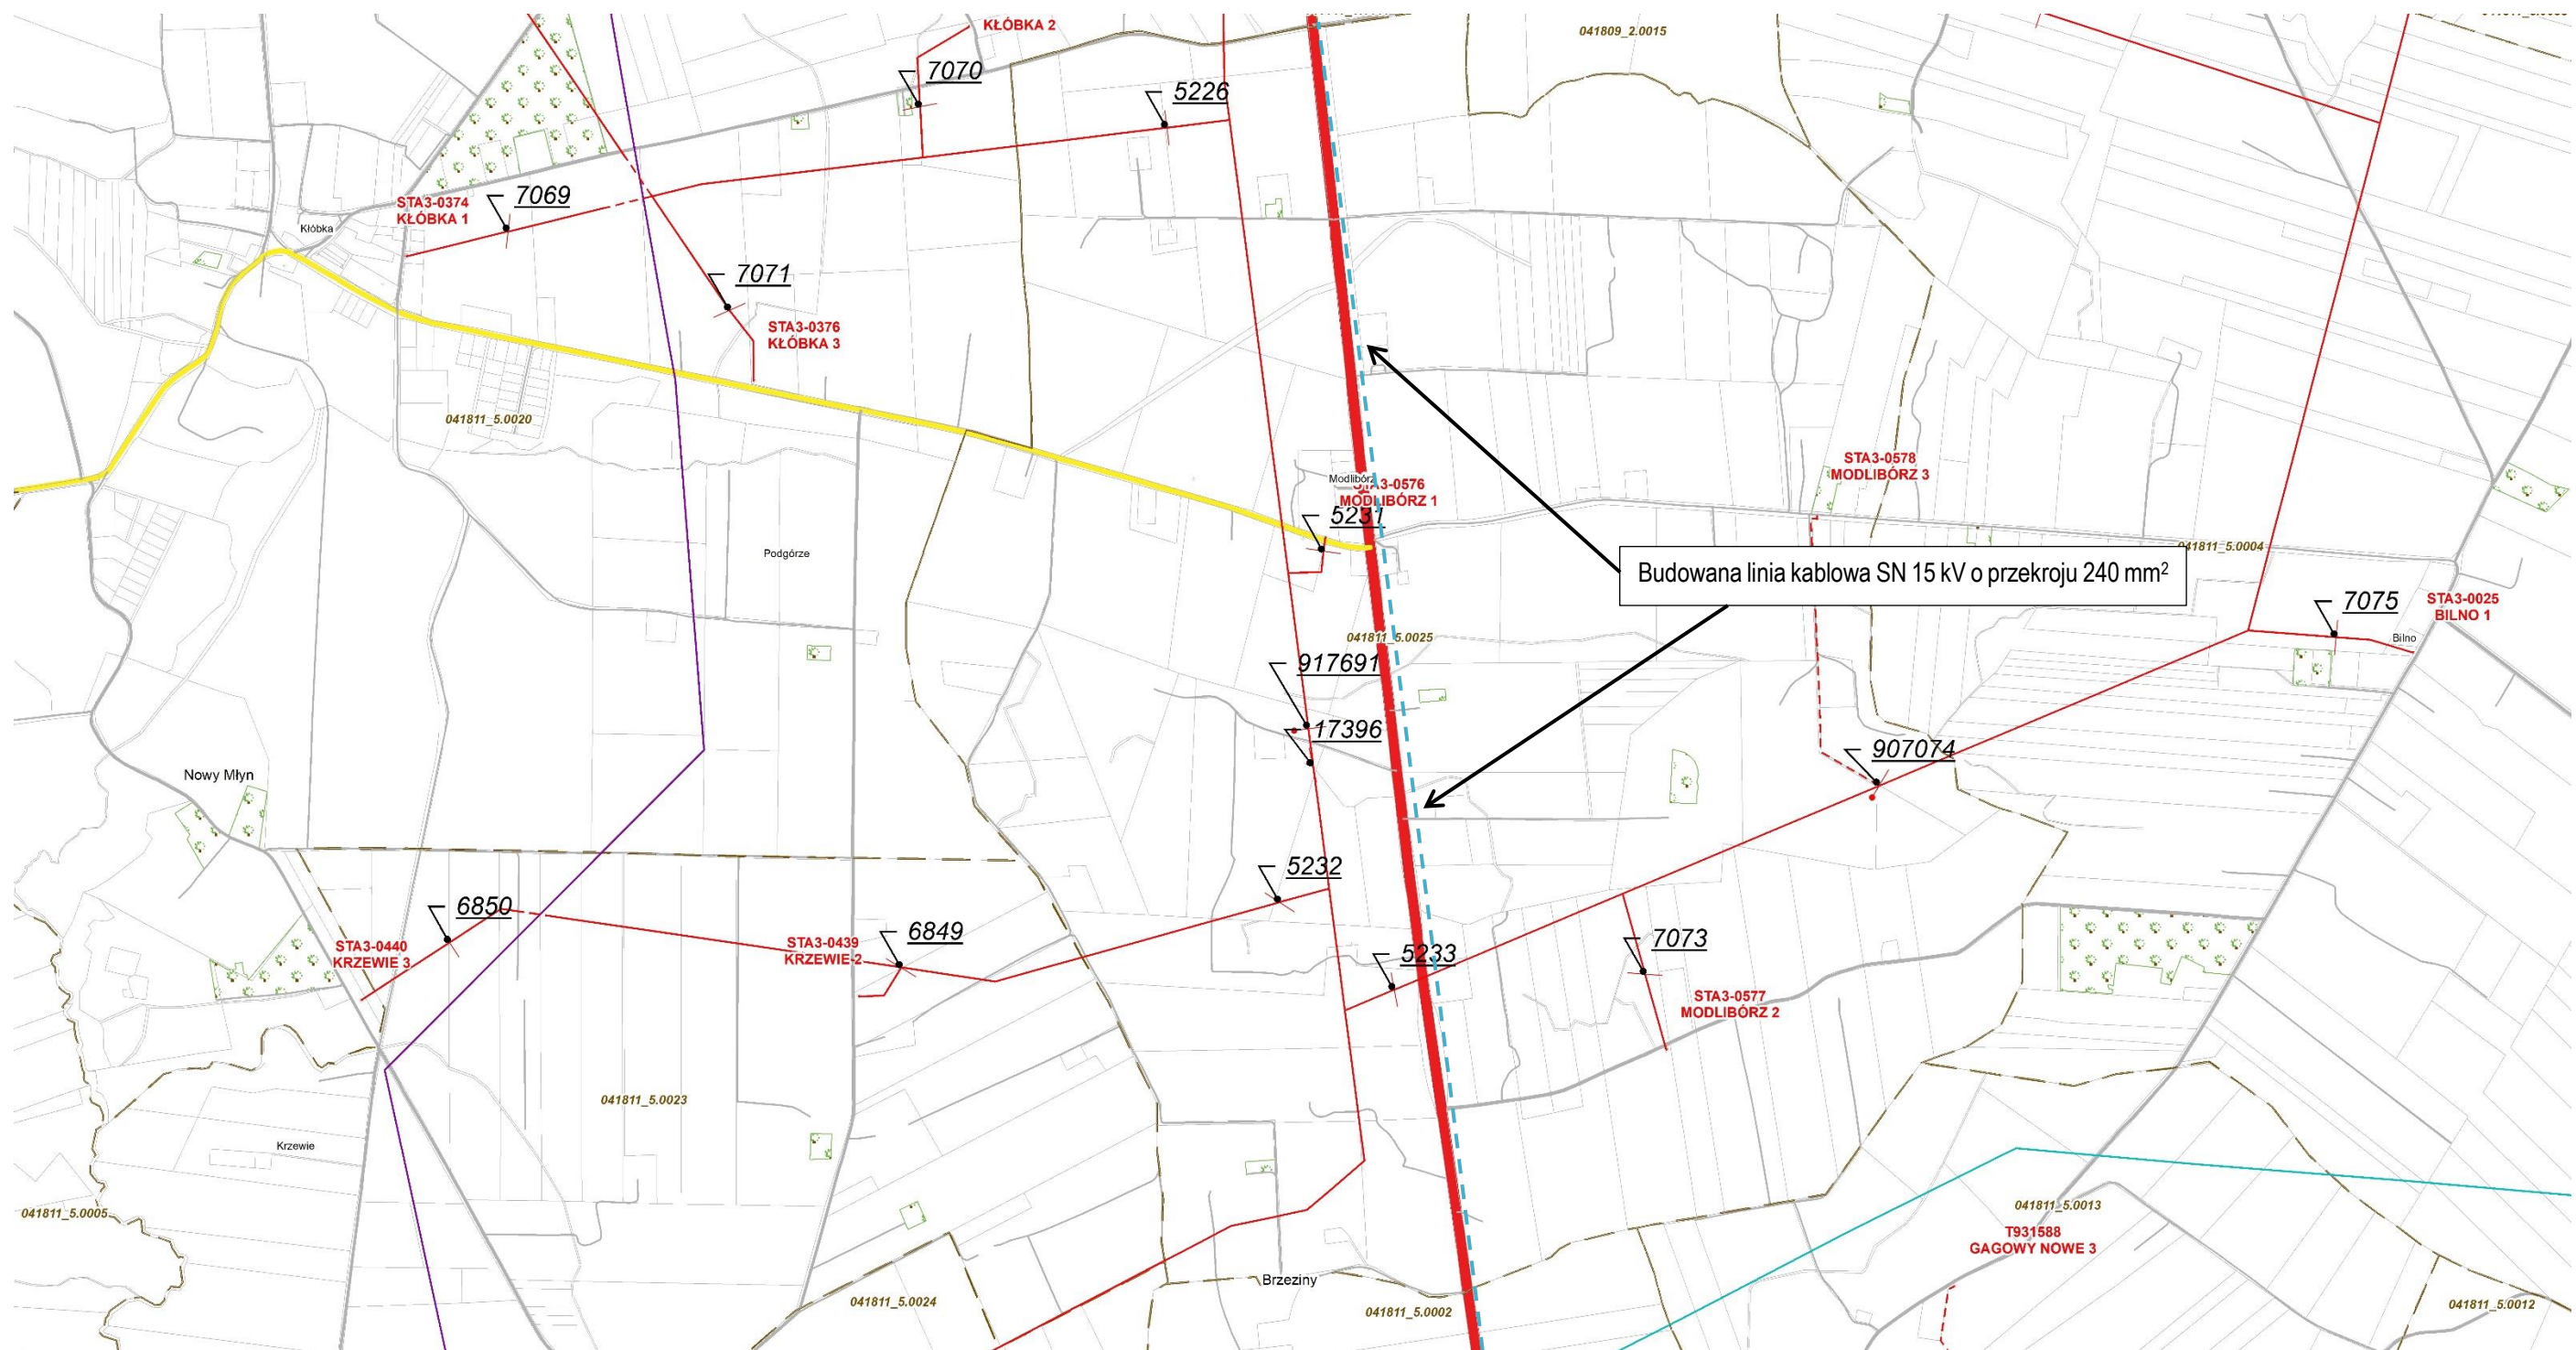 KŁÓBKA 2
041809_2.0015
7070
5226
7069
STA3-0374
KŁÓBKA 1
Kłóbka
7071
STA3-0376
KŁÓBKA 3
041811_5.0020
STA3-0578
MODLIBÓRZ 3
Modlibórz
STA3-0576
MODLIBÓRZ 1
5231
Podgórze
041811_5.0004
Budowana linia kablowa SN 15 kV o przekroju 240 mm²
STA3-0025
BILNO 1
7075
Bilno
041811_5.0025
917691
17396
907074
Nowy Młyn
5232
6850
6849
STA3-0440
KRZEWIE 3
STA3-0439
KRZEWIE 2
5233
7073
STA3-0577
MODLIBÓRZ 2
041811_5.0023
Krzewie
041811_5.0005
041811_5.0013
T931588
GAGOWY NOWE 3
Brzeziny
041811_5.0024
041811_5.0002
041811_5.0012